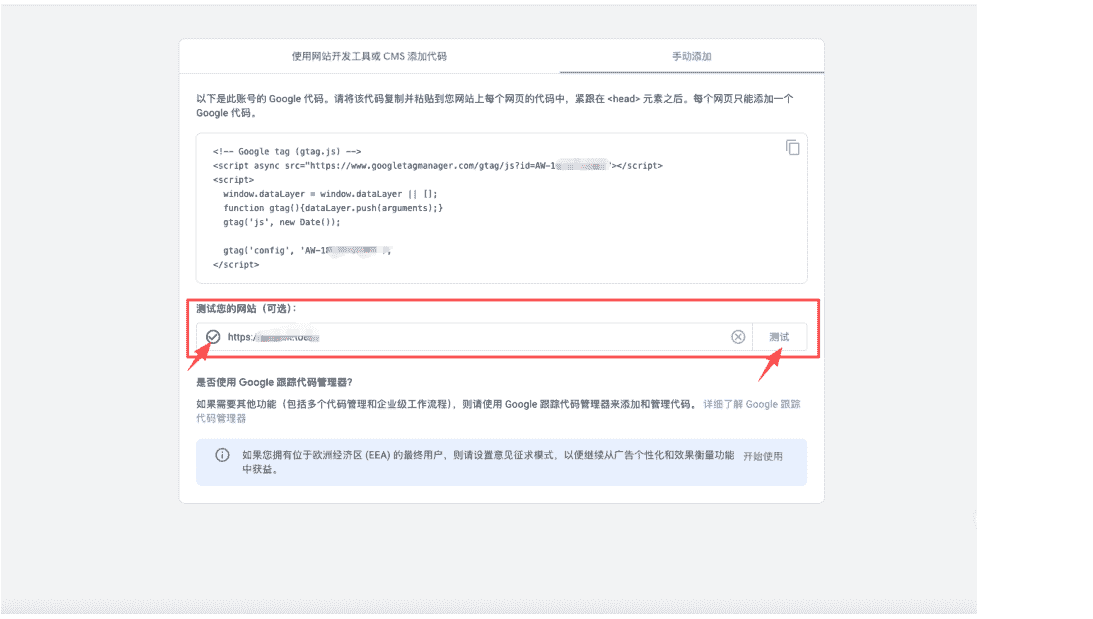 使用网站开发工具或 CMS 添加代码
手动添加
以下是此账号的 Google 代码。请将该代码复制并粘贴到您网站上每个网页的代码中，紧跟在 <head> 元素之后。每个网页只能添加一个
Google 代码。
<!-- Google tag (gtag.js) -->
<script async src="https://www.googletagmanager.com/gtag/js?id=AW-1 "></script>
<script>
window.dataLayer = window.dataLayer || [];
function gtag(){dataLayer.push(arguments);}
gtag('js', new Date());
gtag('config', 'AW-1 ;
</script>
测试您的网站（可选）：
https:/
测试
是否使用 Google 跟踪代码管理器？
如果需要其他功能（包括多个代码管理和企业级工作流程），则请使用 Google 跟踪代码管理器来添加和管理代码。 详细了解 Google 跟踪
代码管理器
如果您拥有位于欧洲经济区 (EEA) 的最终用户，则请设置意见征求模式，以便继续从广告个性化和效果衡量功能
中获益。
开始使用